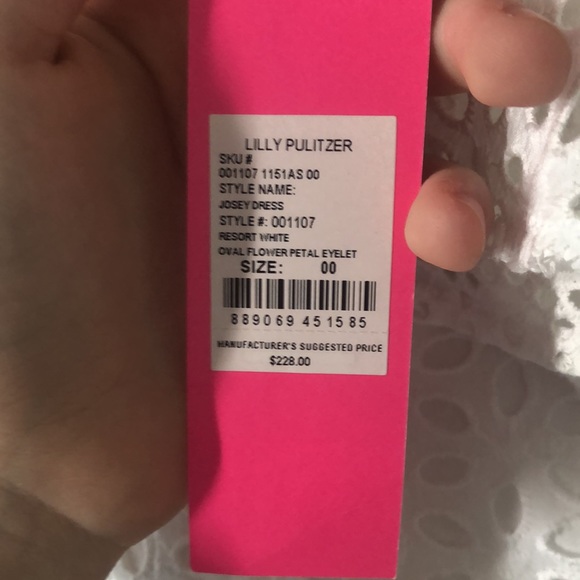 LILLY PULITZER
SKU #
001107 1151AS 00
STYLE NAME:
JOSEY DRESS
STYLE #: 001107
RESORT WHITE
OVAL FLOWER PETAL EYELET
SIZE: 00
889069 451585
MANUFACTURER'S SUGGESTED PRICE
$228.00